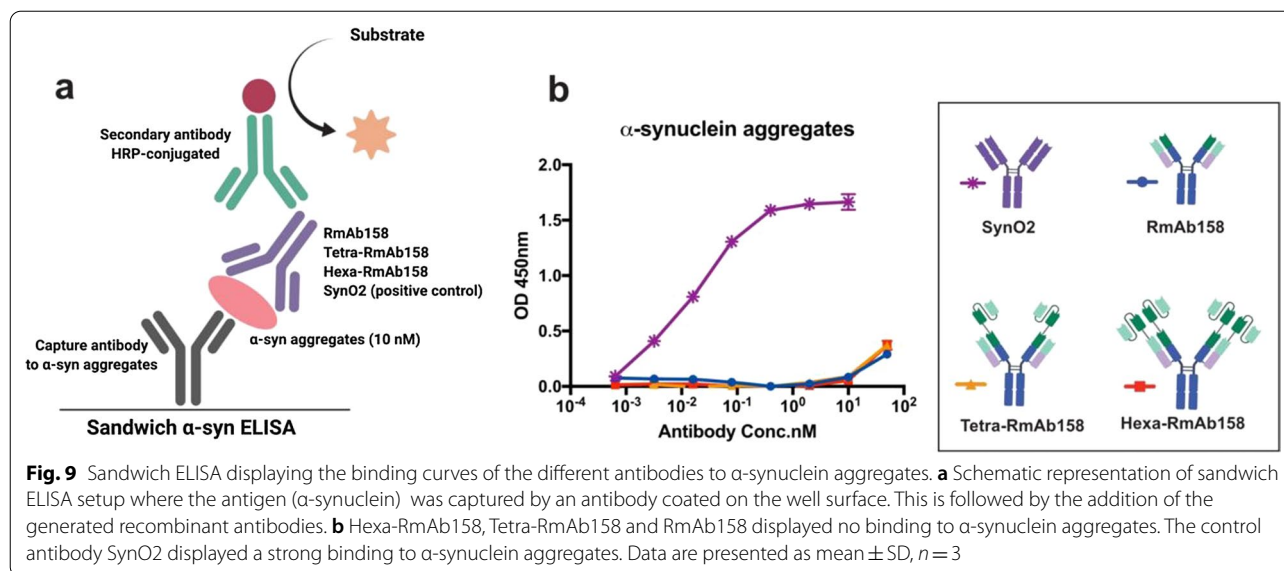 a
Substrate
Secondary antibody
HRP-conjugated
RmAb158
Tetra-RmAb158
Hexa-RmAb158
SynO2 (positive control)
α-syn aggregates (10 nM)
Capture antibody
to α-syn aggregates
Sandwich α-syn ELISA
b
α-synuclein aggregates
2.0
1.5
1.0
0.5
0.0
OD 450nm
10⁻⁴
10⁻³
10⁻²
10⁻¹
10⁰
10¹
10²
Antibody Conc.nM
SynO2
RmAb158
Tetra-RmAb158
Hexa-RmAb158
Fig. 9 Sandwich ELISA displaying the binding curves of the different antibodies to α-synuclein aggregates. a Schematic representation of sandwich
ELISA setup where the antigen (α-synuclein) was captured by an antibody coated on the well surface. This is followed by the addition of the
generated recombinant antibodies. b Hexa-RmAb158, Tetra-RmAb158 and RmAb158 displayed no binding to α-synuclein aggregates. The control
antibody SynO2 displayed a strong binding to α-synuclein aggregates. Data are presented as mean ± SD, n = 3